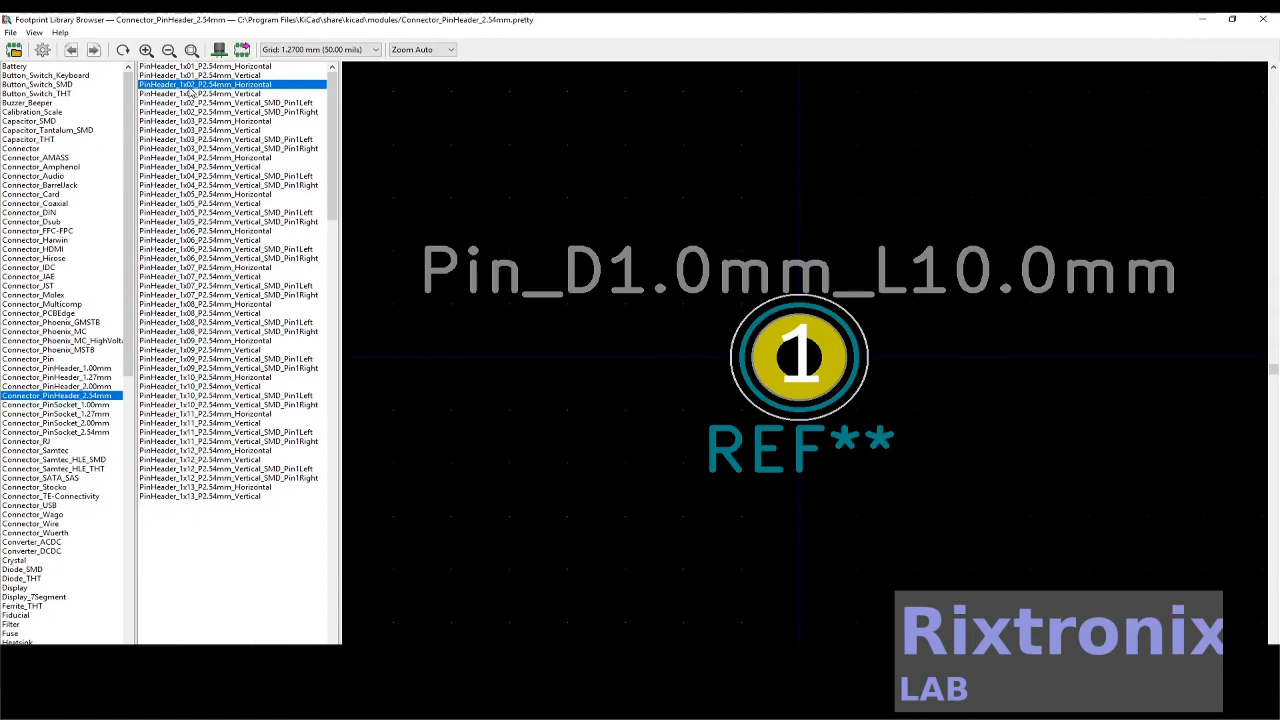 Footprint Library Browser — Connector_PinHeader_2.54mm — C:\Program Files\KiCad\share\kicad\modules/Connector_PinHeader_2.54mm.pretty
File View Help
Grid: 1.2700 mm (50.00 mils)
Zoom Auto
Battery
Button_Switch_Keyboard
Button_Switch_SMD
Button_Switch_THT
Buzzer_Beeper
Calibration_Scale
Capacitor_SMD
Capacitor_Tantalum_SMD
Capacitor_THT
Connector
Connector_AMASS
Connector_Amphenol
Connector_Audio
Connector_BarrelJack
Connector_Card
Connector_Coaxial
Connector_DIN
Connector_Dsub
Connector_FFC-FPC
Connector_Harwin
Connector_HDMI
Connector_Hirose
Connector_IDC
Connector_JAE
Connector_JST
Connector_Molex
Connector_Multicomp
Connector_PCBEdge
Connector_Phoenix_GMSTB
Connector_Phoenix_MC
Connector_Phoenix_MC_HighVolta
Connector_Phoenix_MSTB
Connector_Pin
Connector_PinHeader_1.00mm
Connector_PinHeader_1.27mm
Connector_PinHeader_2.00mm
Connector_PinHeader_2.54mm
Connector_PinSocket_1.00mm
Connector_PinSocket_1.27mm
Connector_PinSocket_2.00mm
Connector_PinSocket_2.54mm
Connector_RJ
Connector_Samtec
Connector_Samtec_HLE_SMD
Connector_Samtec_HLE_THT
Connector_SATA_SAS
Connector_Stocko
Connector_TE-Connectivity
Connector_USB
Connector_Wago
Connector_Wire
Connector_Wuerth
Converter_ACDC
Converter_DCDC
Crystal
Diode_SMD
Diode_THT
Display
Display_7Segment
Ferrite_THT
Fiducial
Filter
Fuse
Heatsink
PinHeader_1x01_P2.54mm_Horizontal
PinHeader_1x01_P2.54mm_Vertical
PinHeader_1x02_P2.54mm_Horizontal
PinHeader_1x02_P2.54mm_Vertical
PinHeader_1x02_P2.54mm_Vertical_SMD_Pin1Left
PinHeader_1x02_P2.54mm_Vertical_SMD_Pin1Right
PinHeader_1x03_P2.54mm_Horizontal
PinHeader_1x03_P2.54mm_Vertical
PinHeader_1x03_P2.54mm_Vertical_SMD_Pin1Left
PinHeader_1x03_P2.54mm_Vertical_SMD_Pin1Right
PinHeader_1x04_P2.54mm_Horizontal
PinHeader_1x04_P2.54mm_Vertical
PinHeader_1x04_P2.54mm_Vertical_SMD_Pin1Left
PinHeader_1x04_P2.54mm_Vertical_SMD_Pin1Right
PinHeader_1x05_P2.54mm_Horizontal
PinHeader_1x05_P2.54mm_Vertical
PinHeader_1x05_P2.54mm_Vertical_SMD_Pin1Left
PinHeader_1x05_P2.54mm_Vertical_SMD_Pin1Right
PinHeader_1x06_P2.54mm_Horizontal
PinHeader_1x06_P2.54mm_Vertical
PinHeader_1x06_P2.54mm_Vertical_SMD_Pin1Left
PinHeader_1x06_P2.54mm_Vertical_SMD_Pin1Right
PinHeader_1x07_P2.54mm_Horizontal
PinHeader_1x07_P2.54mm_Vertical
PinHeader_1x07_P2.54mm_Vertical_SMD_Pin1Left
PinHeader_1x07_P2.54mm_Vertical_SMD_Pin1Right
PinHeader_1x08_P2.54mm_Horizontal
PinHeader_1x08_P2.54mm_Vertical
PinHeader_1x08_P2.54mm_Vertical_SMD_Pin1Left
PinHeader_1x08_P2.54mm_Vertical_SMD_Pin1Right
PinHeader_1x09_P2.54mm_Horizontal
PinHeader_1x09_P2.54mm_Vertical
PinHeader_1x09_P2.54mm_Vertical_SMD_Pin1Left
PinHeader_1x09_P2.54mm_Vertical_SMD_Pin1Right
PinHeader_1x10_P2.54mm_Horizontal
PinHeader_1x10_P2.54mm_Vertical
PinHeader_1x10_P2.54mm_Vertical_SMD_Pin1Left
PinHeader_1x10_P2.54mm_Vertical_SMD_Pin1Right
PinHeader_1x11_P2.54mm_Horizontal
PinHeader_1x11_P2.54mm_Vertical
PinHeader_1x11_P2.54mm_Vertical_SMD_Pin1Left
PinHeader_1x11_P2.54mm_Vertical_SMD_Pin1Right
PinHeader_1x12_P2.54mm_Horizontal
PinHeader_1x12_P2.54mm_Vertical
PinHeader_1x12_P2.54mm_Vertical_SMD_Pin1Left
PinHeader_1x12_P2.54mm_Vertical_SMD_Pin1Right
PinHeader_1x13_P2.54mm_Horizontal
PinHeader_1x13_P2.54mm_Vertical
Pin_D1.0mm_L10.0mm
1
REF**
Rixtronix
LAB